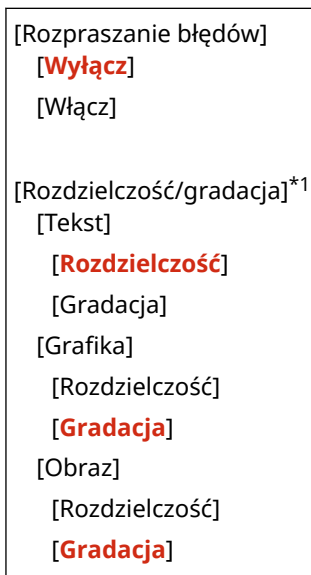 [Rozpraszanie błędów]
[Wyłącz]
[Włącz]
[Rozdzielczość/gradacja]*1
[Tekst]
[Rozdzielczość]
[Gradacja]
[Grafika]
[Rozdzielczość]
[Gradacja]
[Obraz]
[Rozdzielczość]
[Gradacja]